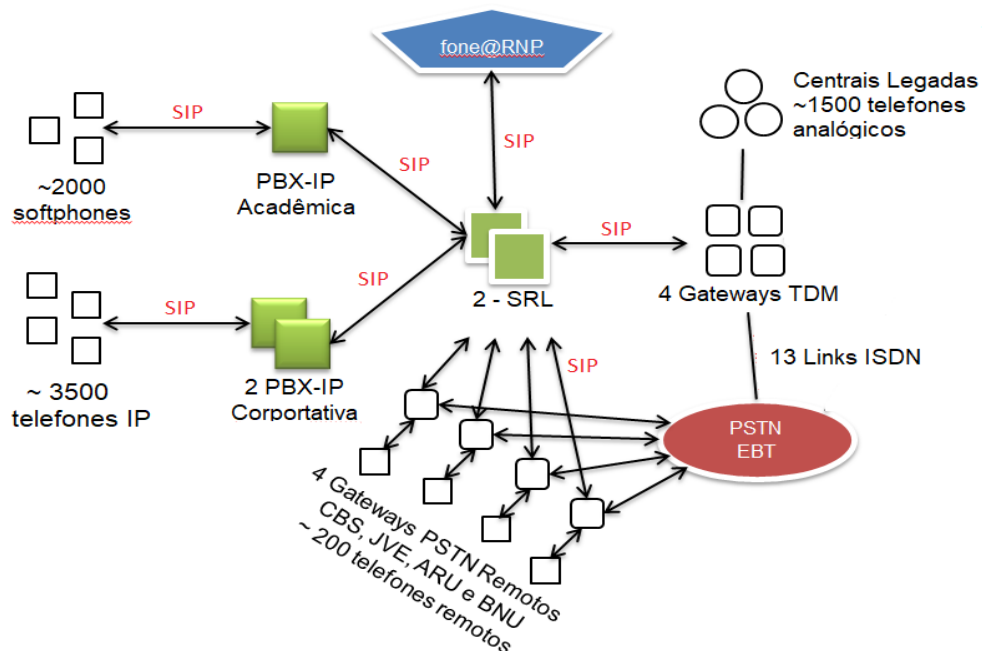 fone@RNP
SIP
Centrais Legadas
~1500 telefones
analógicos
SIP
~2000
softphones
PBX-IP
Acadêmica
SIP
SIP
2 - SRL
4 Gateways TDM
SIP
~ 3500
telefones IP
SIP
2 PBX-IP
Corportativa
SIP
13 Links ISDN
SIP
PSTN
EBT
4 Gateways PSTN Remotos
CBS, JVE, ARU e BNU
~ 200 telefones remotos